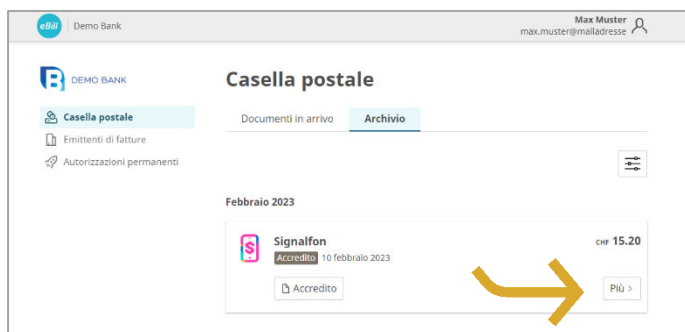 eBill Demo Bank
Max Muster
max.muster@mailadresse
DEMO BANK
Casella postale
Emittenti di fatture
Autorizzazioni permanenti
Casella postale
Documenti in arrivo Archivio
Febbraio 2023
Signalfon
CHF 15.20
Accredito 10 febbraio 2023
Accredito
Più >